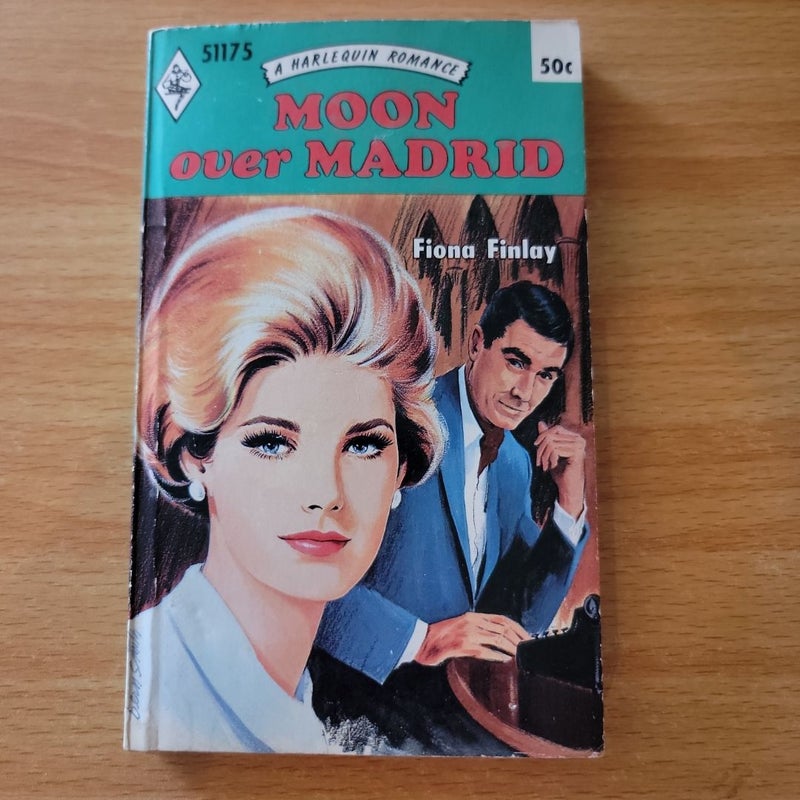 51175
A HARLEQUIN ROMANCE
50¢
MOON
over MADRID
Fiona Finlay